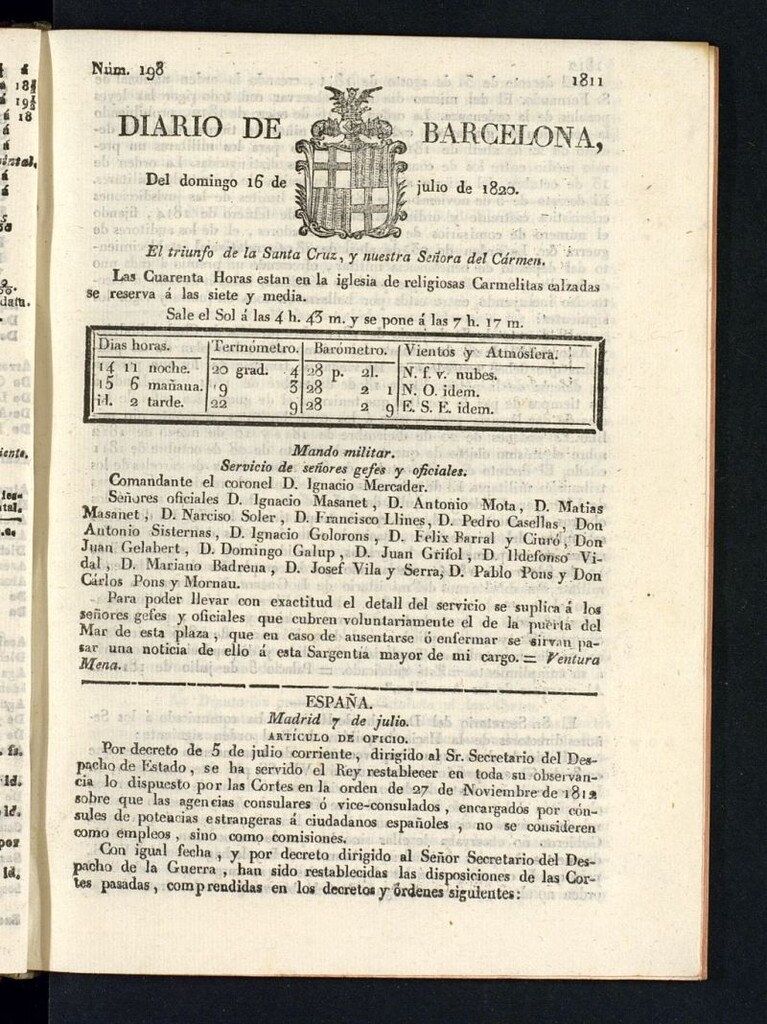 Núm. 198
1811
DIARIO DE BARCELONA,
Del domingo 16 de julio de 1820.
El triunfo de la Santa Cruz, y nuestra Señora del Cármen.
Las Cuarenta Horas estan en la iglesia de religiosas Carmelitas calzadas
se reserva á las siete y media.
Sale el Sol á las 4 h. 43 m. y se pone á las 7 h. 17 m.
Dias horas. Termómetro. Barómetro. Vientos y Atmósfera.
14 11 noche. 20 grad. 4 28 p. 2l. N. f. v. nubes.
15 6 mañana. 19 3 28 2 1 N. O. idem.
id. 2 tarde. 22 9 28 2 9 E. S. E. idem.
Mando militar.
Servicio de señores gefes y oficiales.
Comandante el coronel D. Ignacio Mercader.
Señores oficiales D. Ignacio Masanet, D. Antonio Mota, D. Matias
Masanet, D. Narciso Soler, D. Francisco Llines, D. Pedro Casellas, Don
Antonio Sisternas, D. Ignacio Golorons, D. Felix Farral y Ciuró, Don
Juan Gelabert, D. Domingo Galup, D. Juan Grifol, D. Ildefonso Vi-
dal, D. Mariano Badrena, D. Josef Vila y Serra, D. Pablo Pons y Don
Cárlos Pons y Mornau.
Para poder llevar con exactitud el detall del servicio se suplica á los
señores gefes y oficiales que cubren voluntariamente el de la puerta del
Mar de esta plaza, que en caso de ausentarse ó enfermar se sirvan pa-
sar una noticia de ello á esta Sargentía mayor de mi cargo. = Ventura
Mena.
ESPAÑA.
Madrid 7 de julio.
ARTÍCULO DE OFICIO.
Por decreto de 5 de julio corriente, dirigido al Sr. Secretario del Des-
pacho de Estado, se ha servido el Rey restablecer en toda su observan-
cia lo dispuesto por las Cortes en la orden de 27 de Noviembre de 1812
sobre que las agencias consulares ó vice-consulados, encargados por cón-
sules de potencias estrangeras á ciudadanos españoles, no se consideren
como empleos, sino como comisiones.
Con igual fecha, y por decreto dirigido al Señor Secretario del Des-
pacho de la Guerra, han sido restablecidas las disposiciones de las Cor-
tes pasadas, comprendidas en los decretos y órdenes siguientes: